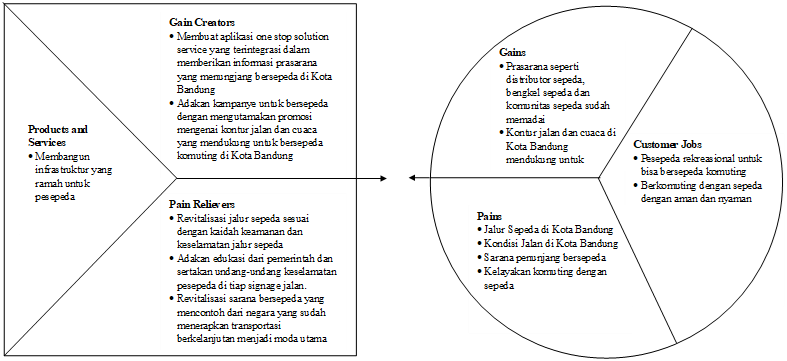 Gain Creators
• Membuat aplikasi one stop solution
service yang terintegrasi dalam
memberikan informasi prasarana
yang menungjang bersepeda di Kota
Bandung
• Adakan kampanye untuk bersepeda
dengan mengutamakan promosi
mengenai kontur jalan dan cuaca
yang mendukung untuk bersepeda
komuting di Kota Bandung
Products and
Services
• Membangun
infrastruktur yang
ramah untuk
pesepeda
Pain Relievers
• Revitalisasi jalur sepeda sesuai
dengan kaidah keamanan dan
keselamatan jalur sepeda
• Adakan edukasi dari pemerintah dan
sertakan undang-undang keselamatan
pesepeda di tiap signage jalan.
• Revitalisasi sarana bersepeda yang
mencontoh dari negara yang sudah
menerapkan transportasi
berkelanjutan menjadi moda utama
Gains
• Prasarana seperti
distributor sepeda,
bengkel sepeda dan
komunitas sepeda sudah
memadai
• Kontur jalan dan cuaca di
Kota Bandung
mendukung untuk
Customer Jobs
• Pesepeda rekreasional untuk
bisa bersepeda komuting
• Berkomuting dengan sepeda
dengan aman dan nyaman
Pains
• Jalur Sepeda di Kota Bandung
• Kondisi Jalan di Kota Bandung
• Sarana penunjang bersepeda
• Kelayakan komuting dengan
sepeda